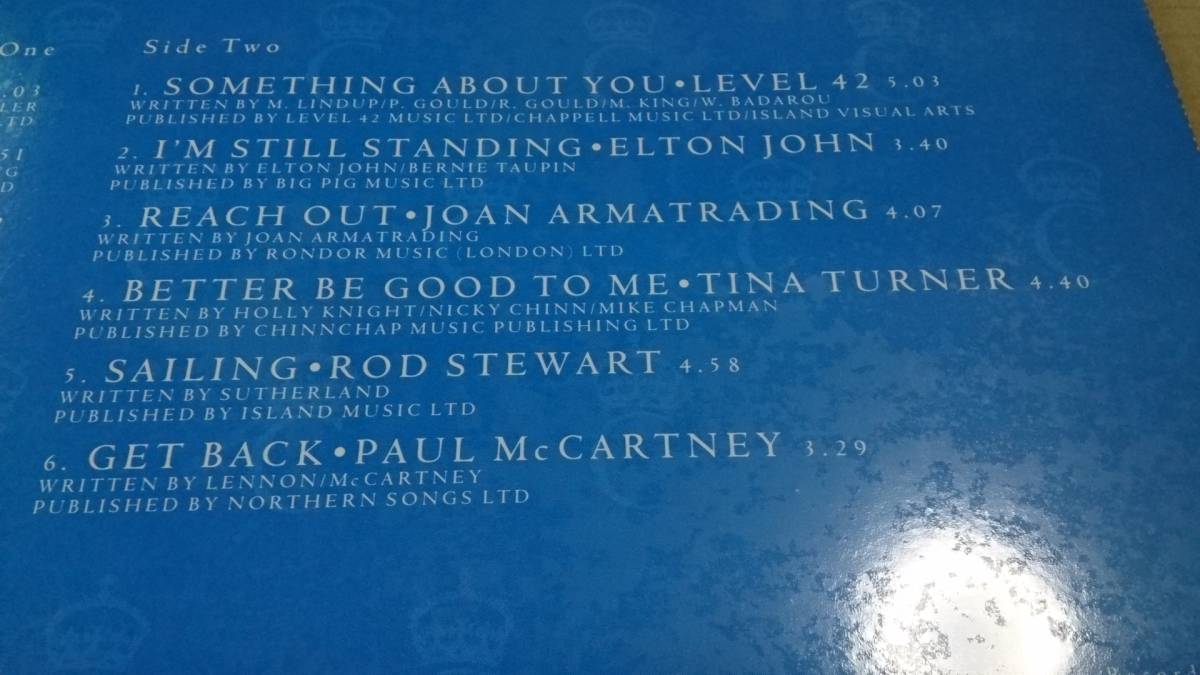 One
.03
LER
TD
51
G
D
Side Two
1. SOMETHING ABOUT YOU•LEVEL 42 5.03
WRITTEN BY M. LINDUP/P. GOULD/R. GOULD/M. KING/W. BADAROU
PUBLISHED BY LEVEL 42 MUSIC LTD/CHAPPELL MUSIC LTD/ISLAND VISUAL ARTS
2. I'M STILL STANDING•ELTON JOHN 3.40
WRITTEN BY ELTON JOHN/BERNIE TAUPIN
PUBLISHED BY BIG PIG MUSIC LTD
3. REACH OUT•JOAN ARMATRADING 4.07
WRITTEN BY JOAN ARMATRADING
PUBLISHED BY RONDOR MUSIC (LONDON) LTD
4. BETTER BE GOOD TO ME•TINA TURNER 4.40
WRITTEN BY HOLLY KNIGHT/NICKY CHINN/MIKE CHAPMAN
PUBLISHED BY CHINNCHAP MUSIC PUBLISHING LTD
5. SAILING•ROD STEWART 4.58
WRITTEN BY SUTHERLAND
PUBLISHED BY ISLAND MUSIC LTD
6. GET BACK•PAUL McCARTNEY 3.29
WRITTEN BY LENNON/McCARTNEY
PUBLISHED BY NORTHERN SONGS LTD